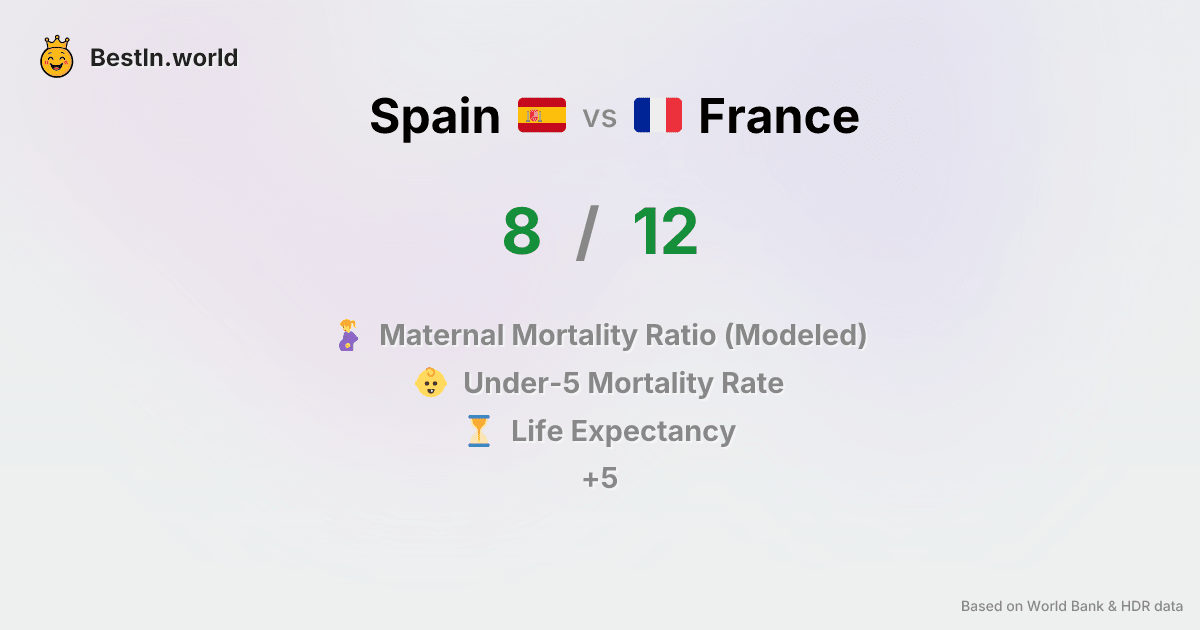 BestIn.world
Spain vs France
8 / 12
Maternal Mortality Ratio (Modeled)
Under-5 Mortality Rate
Life Expectancy
+5
Based on World Bank & HDR data